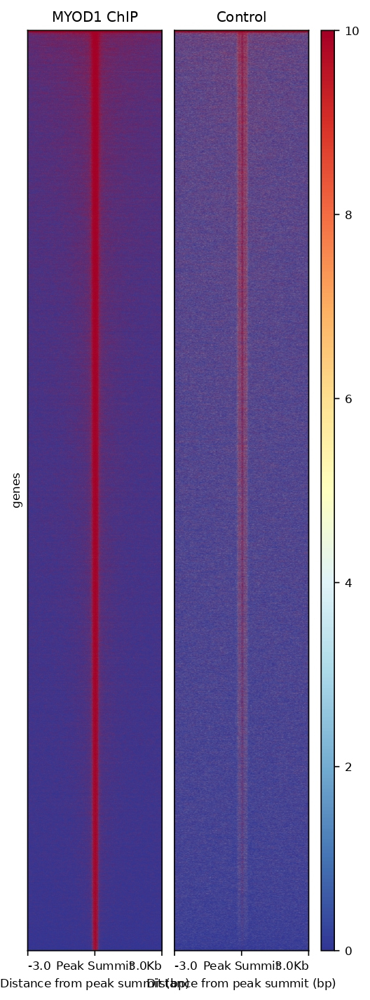 MYOD1 ChIP
Control
10
8
6
4
2
0
genes
-3.0 Peak Summit 3.0Kb
-3.0 Peak Summit 3.0Kb
Distance from peak summit (bp)
Distance from peak summit (bp)